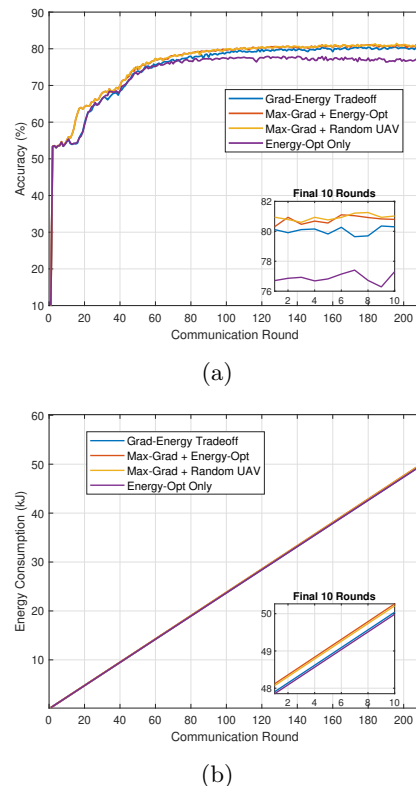 90
80
70
60
50
40
30
20
10
Accuracy (%)
0 20 40 60 80 100 120 140 160 180 200
Communication Round
Grad-Energy Tradeoff
Max-Grad + Energy-Opt
Max-Grad + Random UAV
Energy-Opt Only
Final 10 Rounds
82
80
78
76
2 4 6 8 10
(a)
60
50
40
30
20
10
Energy Consumption (kJ)
0 20 40 60 80 100 120 140 160 180 200
Communication Round
Grad-Energy Tradeoff
Max-Grad + Energy-Opt
Max-Grad + Random UAV
Energy-Opt Only
Final 10 Rounds
50
49
48
2 4 6 8 10
(b)